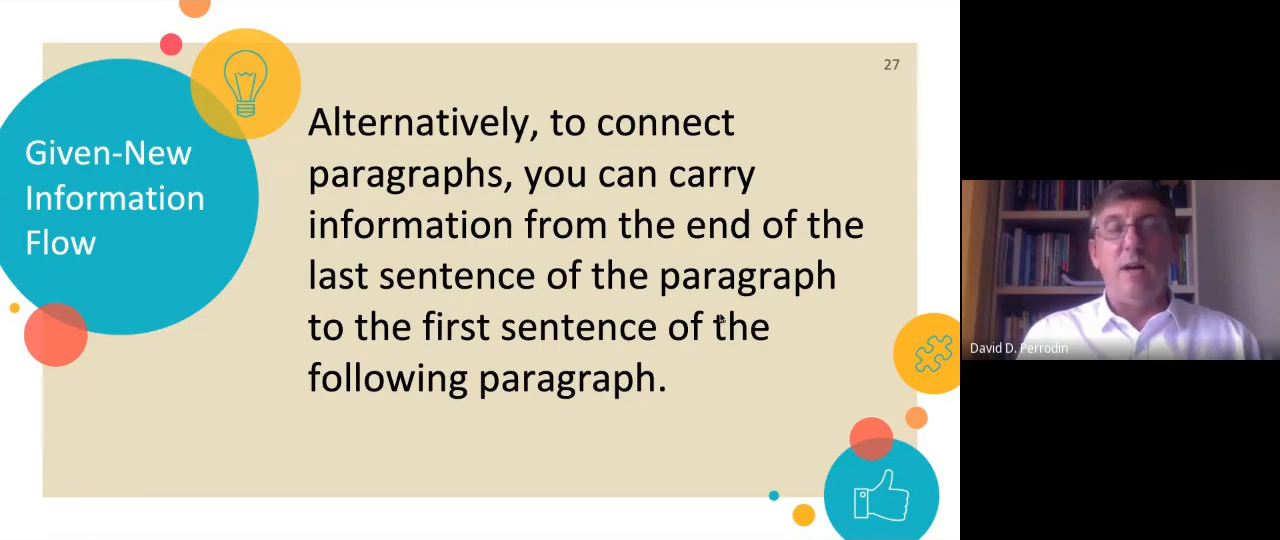 27
Given-New
Information
Flow
Alternatively, to connect
paragraphs, you can carry
information from the end of the
last sentence of the paragraph
to the first sentence of the
following paragraph.
David D. Perrodin